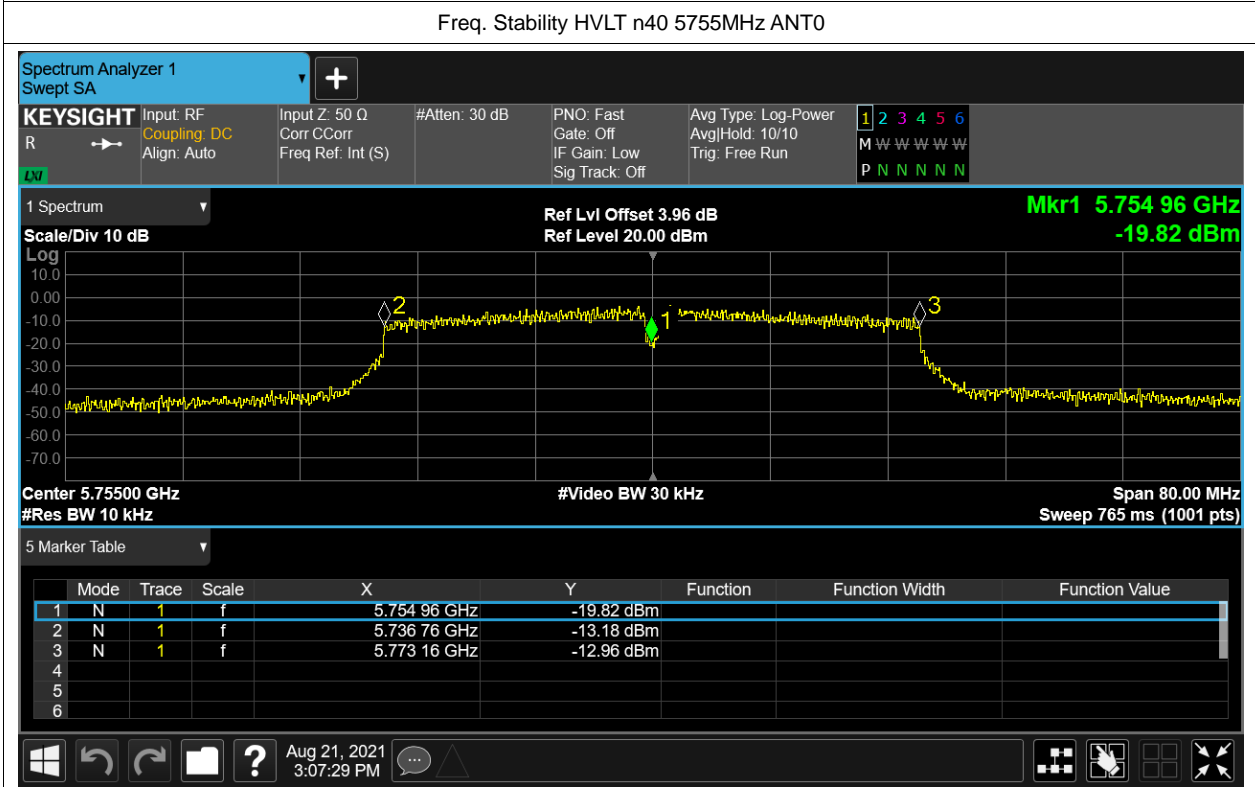 Freq. Stability HVLT n40 5755MHz ANT0
Spectrum Analyzer 1
Swept SA
KEYSIGHT
R
LXI
Input: RF
Coupling: DC
Align: Auto
Input Z: 50 Ω
Corr CCorr
Freq Ref: Int (S)
#Atten: 30 dB
PNO: Fast
Gate: Off
IF Gain: Low
Sig Track: Off
Avg Type: Log-Power
Avg|Hold: 10/10
Trig: Free Run
1 2 3 4 5 6
M W W W W W
P N N N N N
1 Spectrum
Scale/Div 10 dB
Ref Lvl Offset 3.96 dB
Ref Level 20.00 dBm
Mkr1 5.754 96 GHz
-19.82 dBm
Log
10.0
0.00
-10.0
-20.0
-30.0
-40.0
-50.0
-60.0
-70.0
2
1
3
Center 5.75500 GHz
#Video BW 30 kHz
Span 80.00 MHz
#Res BW 10 kHz
Sweep 765 ms (1001 pts)
5 Marker Table
Mode Trace Scale X Y Function Function Width Function Value
1 N 1 f 5.754 96 GHz -19.82 dBm
2 N 1 f 5.736 76 GHz -13.18 dBm
3 N 1 f 5.773 16 GHz -12.96 dBm
4
5
6
?
Aug 21, 2021
3:07:29 PM